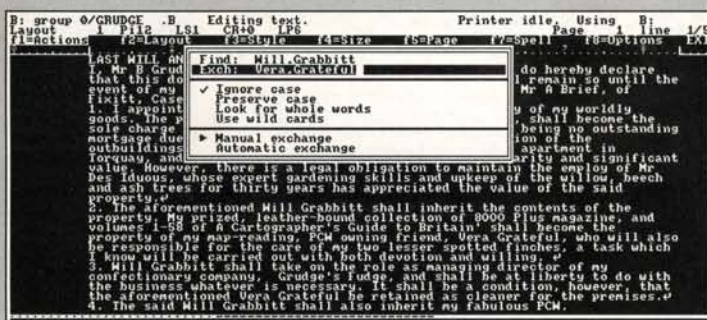 B: group 0/GRUDGE .B Editing text. Printer idle. Using B:
Layout 1 Pi12 LS1 CR+0 LP6 Page 1 line 1/5
f1=Actions f2=Layout f3=Style f4=Size f5=Page f7=Spell f8=Options EXI
LAST WILL AN
Find: Will.Grabbitt
Exch: Vera.Grateful
✓ Ignore case
Preserve case
Look for whole words
Use wild cards
► Manual exchange
Automatic exchange
I, Mr B Grud do hereby declare
that this do l remain so until the
event of my Mr A Brief, of
Fixitt, Case
1. I appoint y of my worldly
goods. The p shall become the
sole charge being no outstanding
mortgage due ion of the
outbuildings apartment in
Torquay, and arity and significant
value. However, there is a legal obligation to maintain the employ of Mr
Des Iduous, whose expert gardening skills and upkeep of the willow, beech
and ash trees for thirty years has appreciated the value of the said
property.↵
2. The aforementioned Will Grabbitt shall inherit the contents of the
property. My prized, leather-bound collection of 8000 Plus magazine, and
volumes 1-58 of A Cartographer's Guide to Britain' shall become the
property of my map-reading, PCW owning friend, Vera Grateful, who will also
be responsible for the care of my two lesser spotted finches, a task which
I know will be carried out with both devotion and willing. ↵
3. Will Grabbitt shall take on the role as managing director of my
confectionary company, Grudge's Fudge, and shall be at liberty to do with
the business whatever is necessary. It shall be a condition, however, that
the aforementioned Vera Grateful be retained as cleaner for the premises.↵
4. The said Will Grabbitt shall also inherit my fabulous PCW.